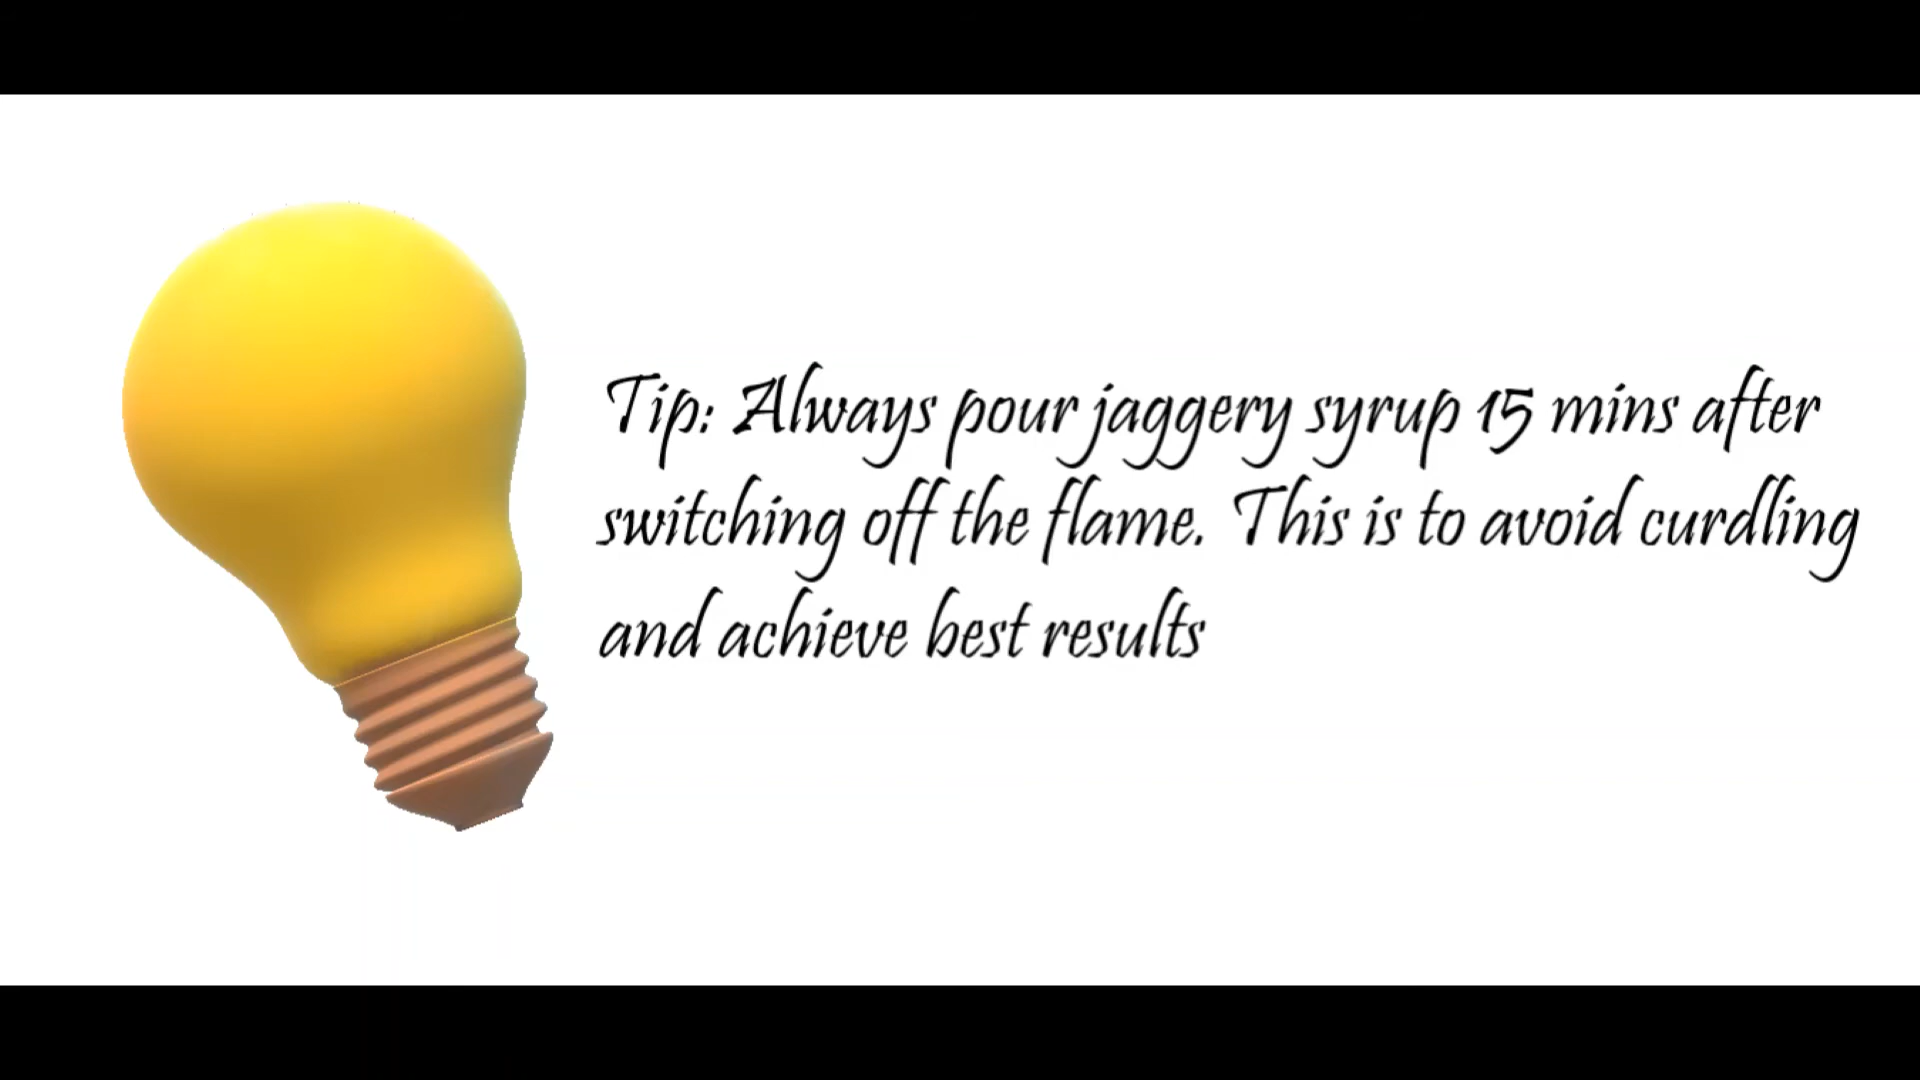 Tip: Always pour jaggery syrup 15 mins after
switching off the flame. This is to avoid curdling
and achieve best results